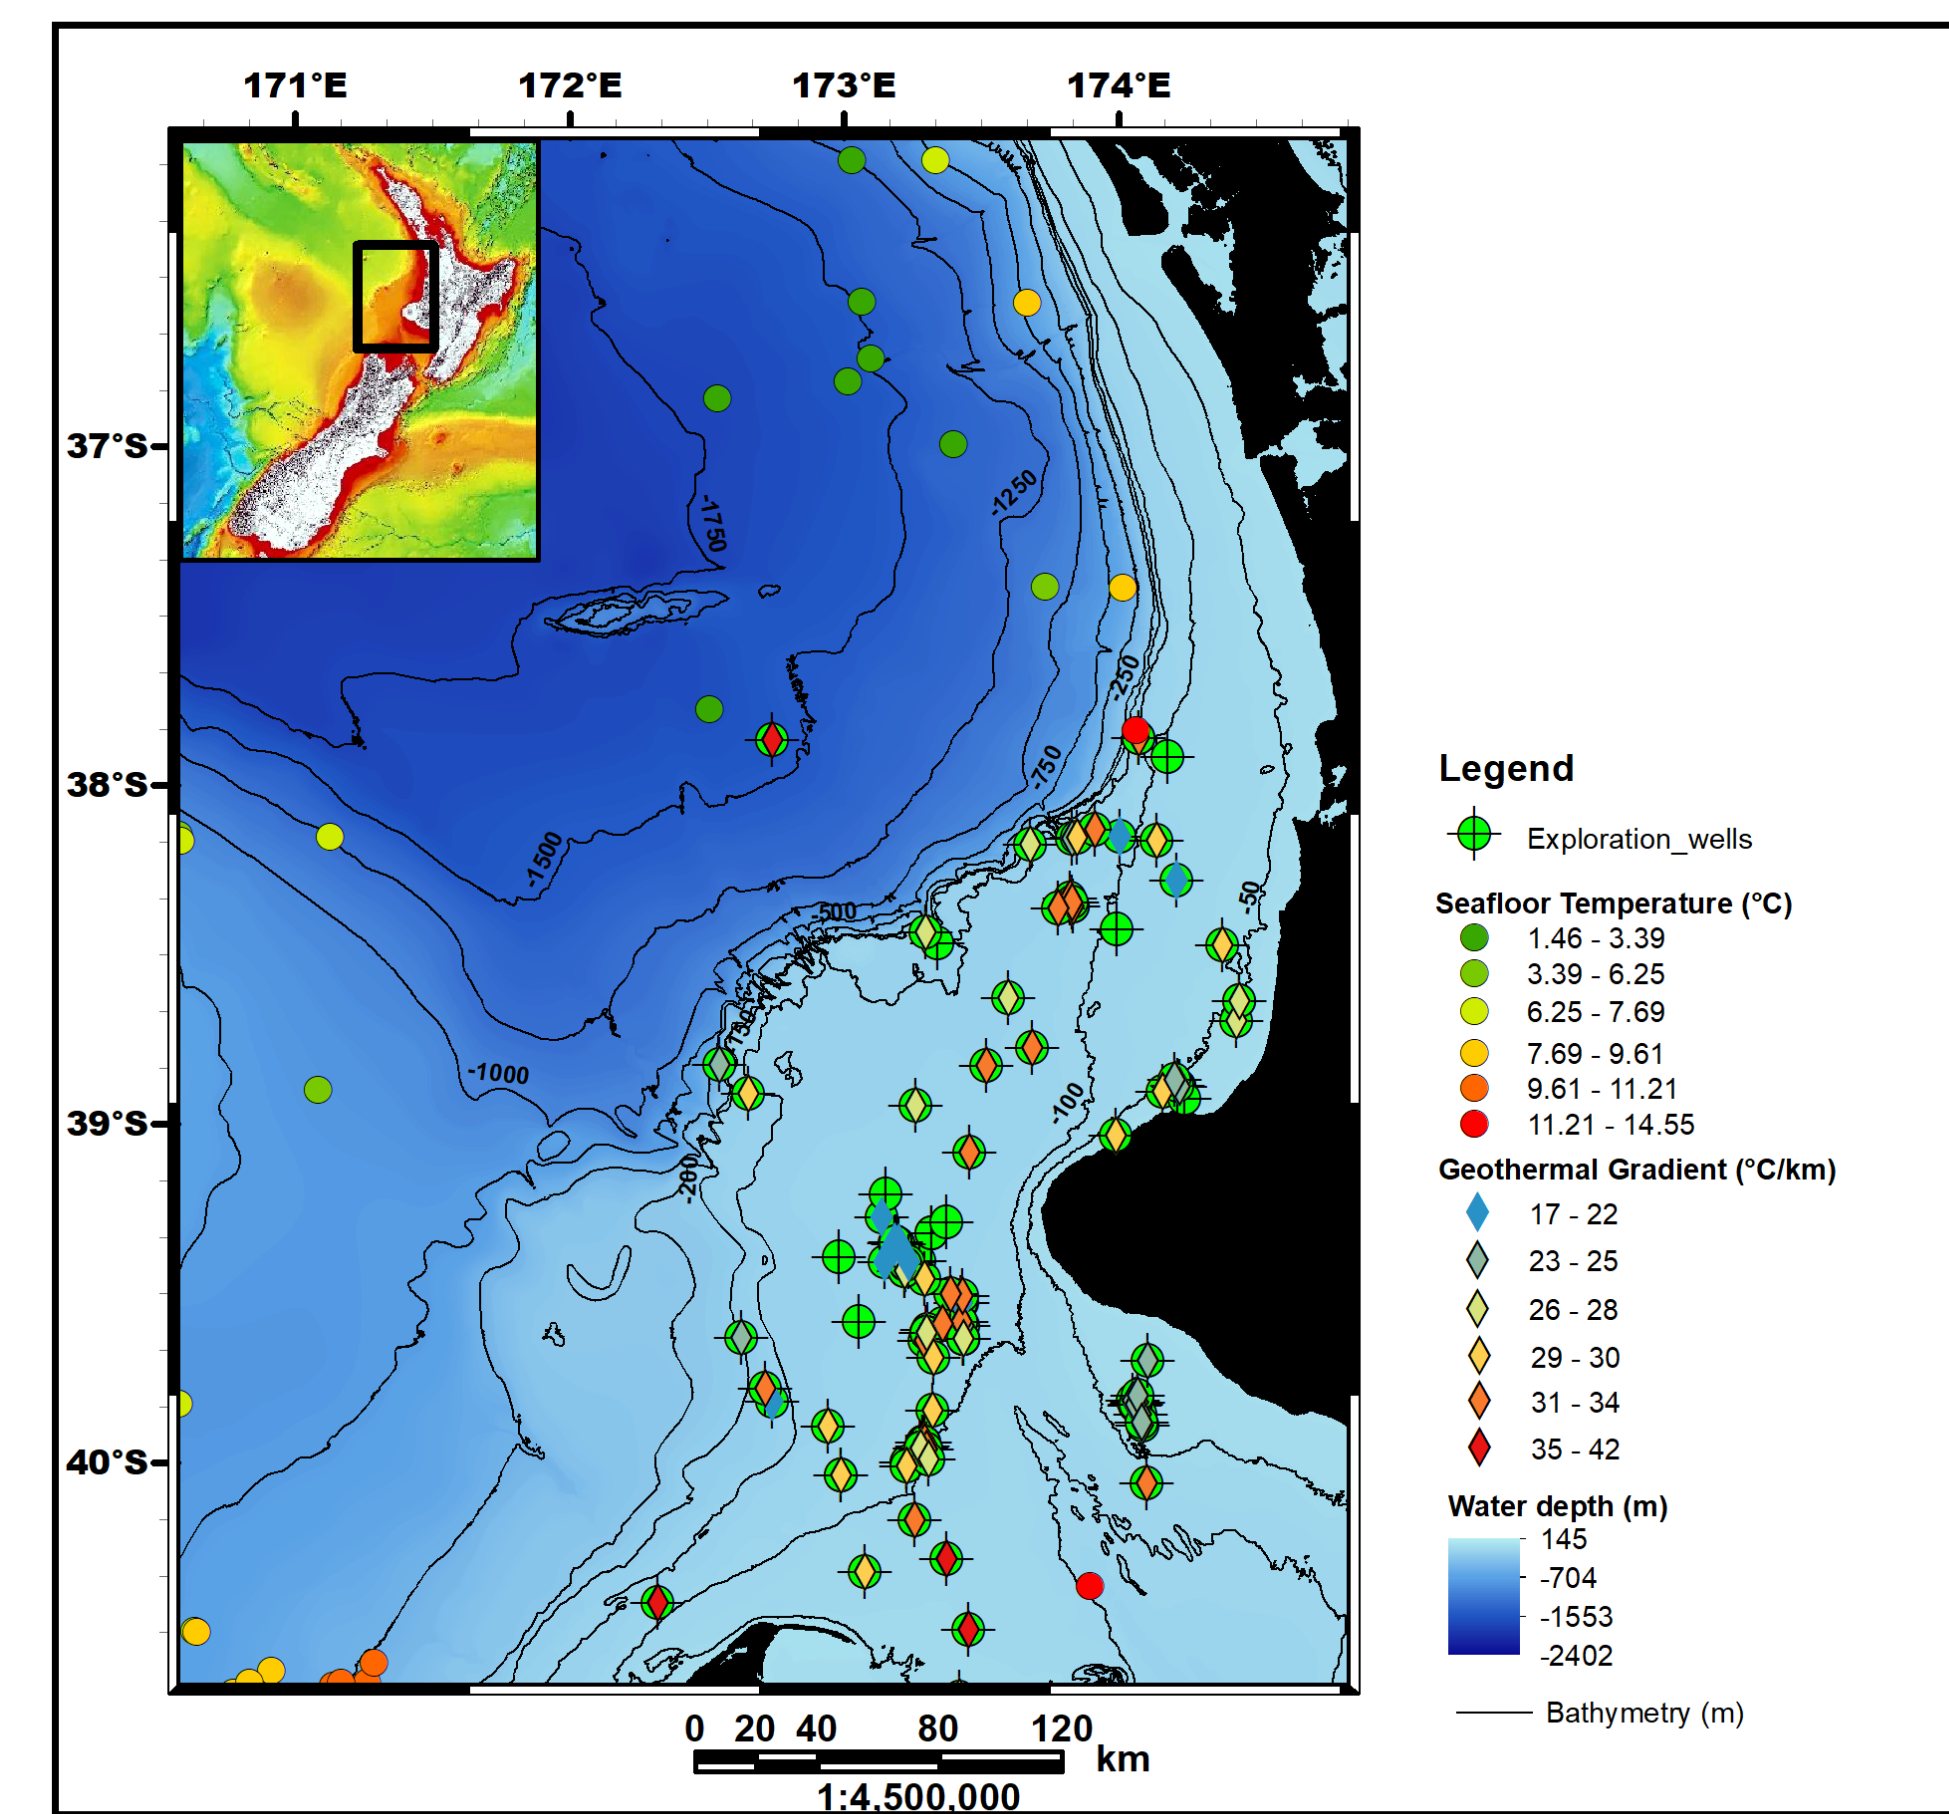 171°E 172°E 173°E 174°E
37°S
38°S
39°S
40°S
-1750
-1250
-250
-750
-1500
-500
-50
-150
-1000
-100
-200
Legend
Exploration_wells
Seafloor Temperature (°C)
1.46 - 3.39
3.39 - 6.25
6.25 - 7.69
7.69 - 9.61
9.61 - 11.21
11.21 - 14.55
Geothermal Gradient (°C/km)
17 - 22
23 - 25
26 - 28
29 - 30
31 - 34
35 - 42
Water depth (m)
145
-704
-1553
-2402
Bathymetry (m)
0 20 40 80 120
km
1:4,500,000